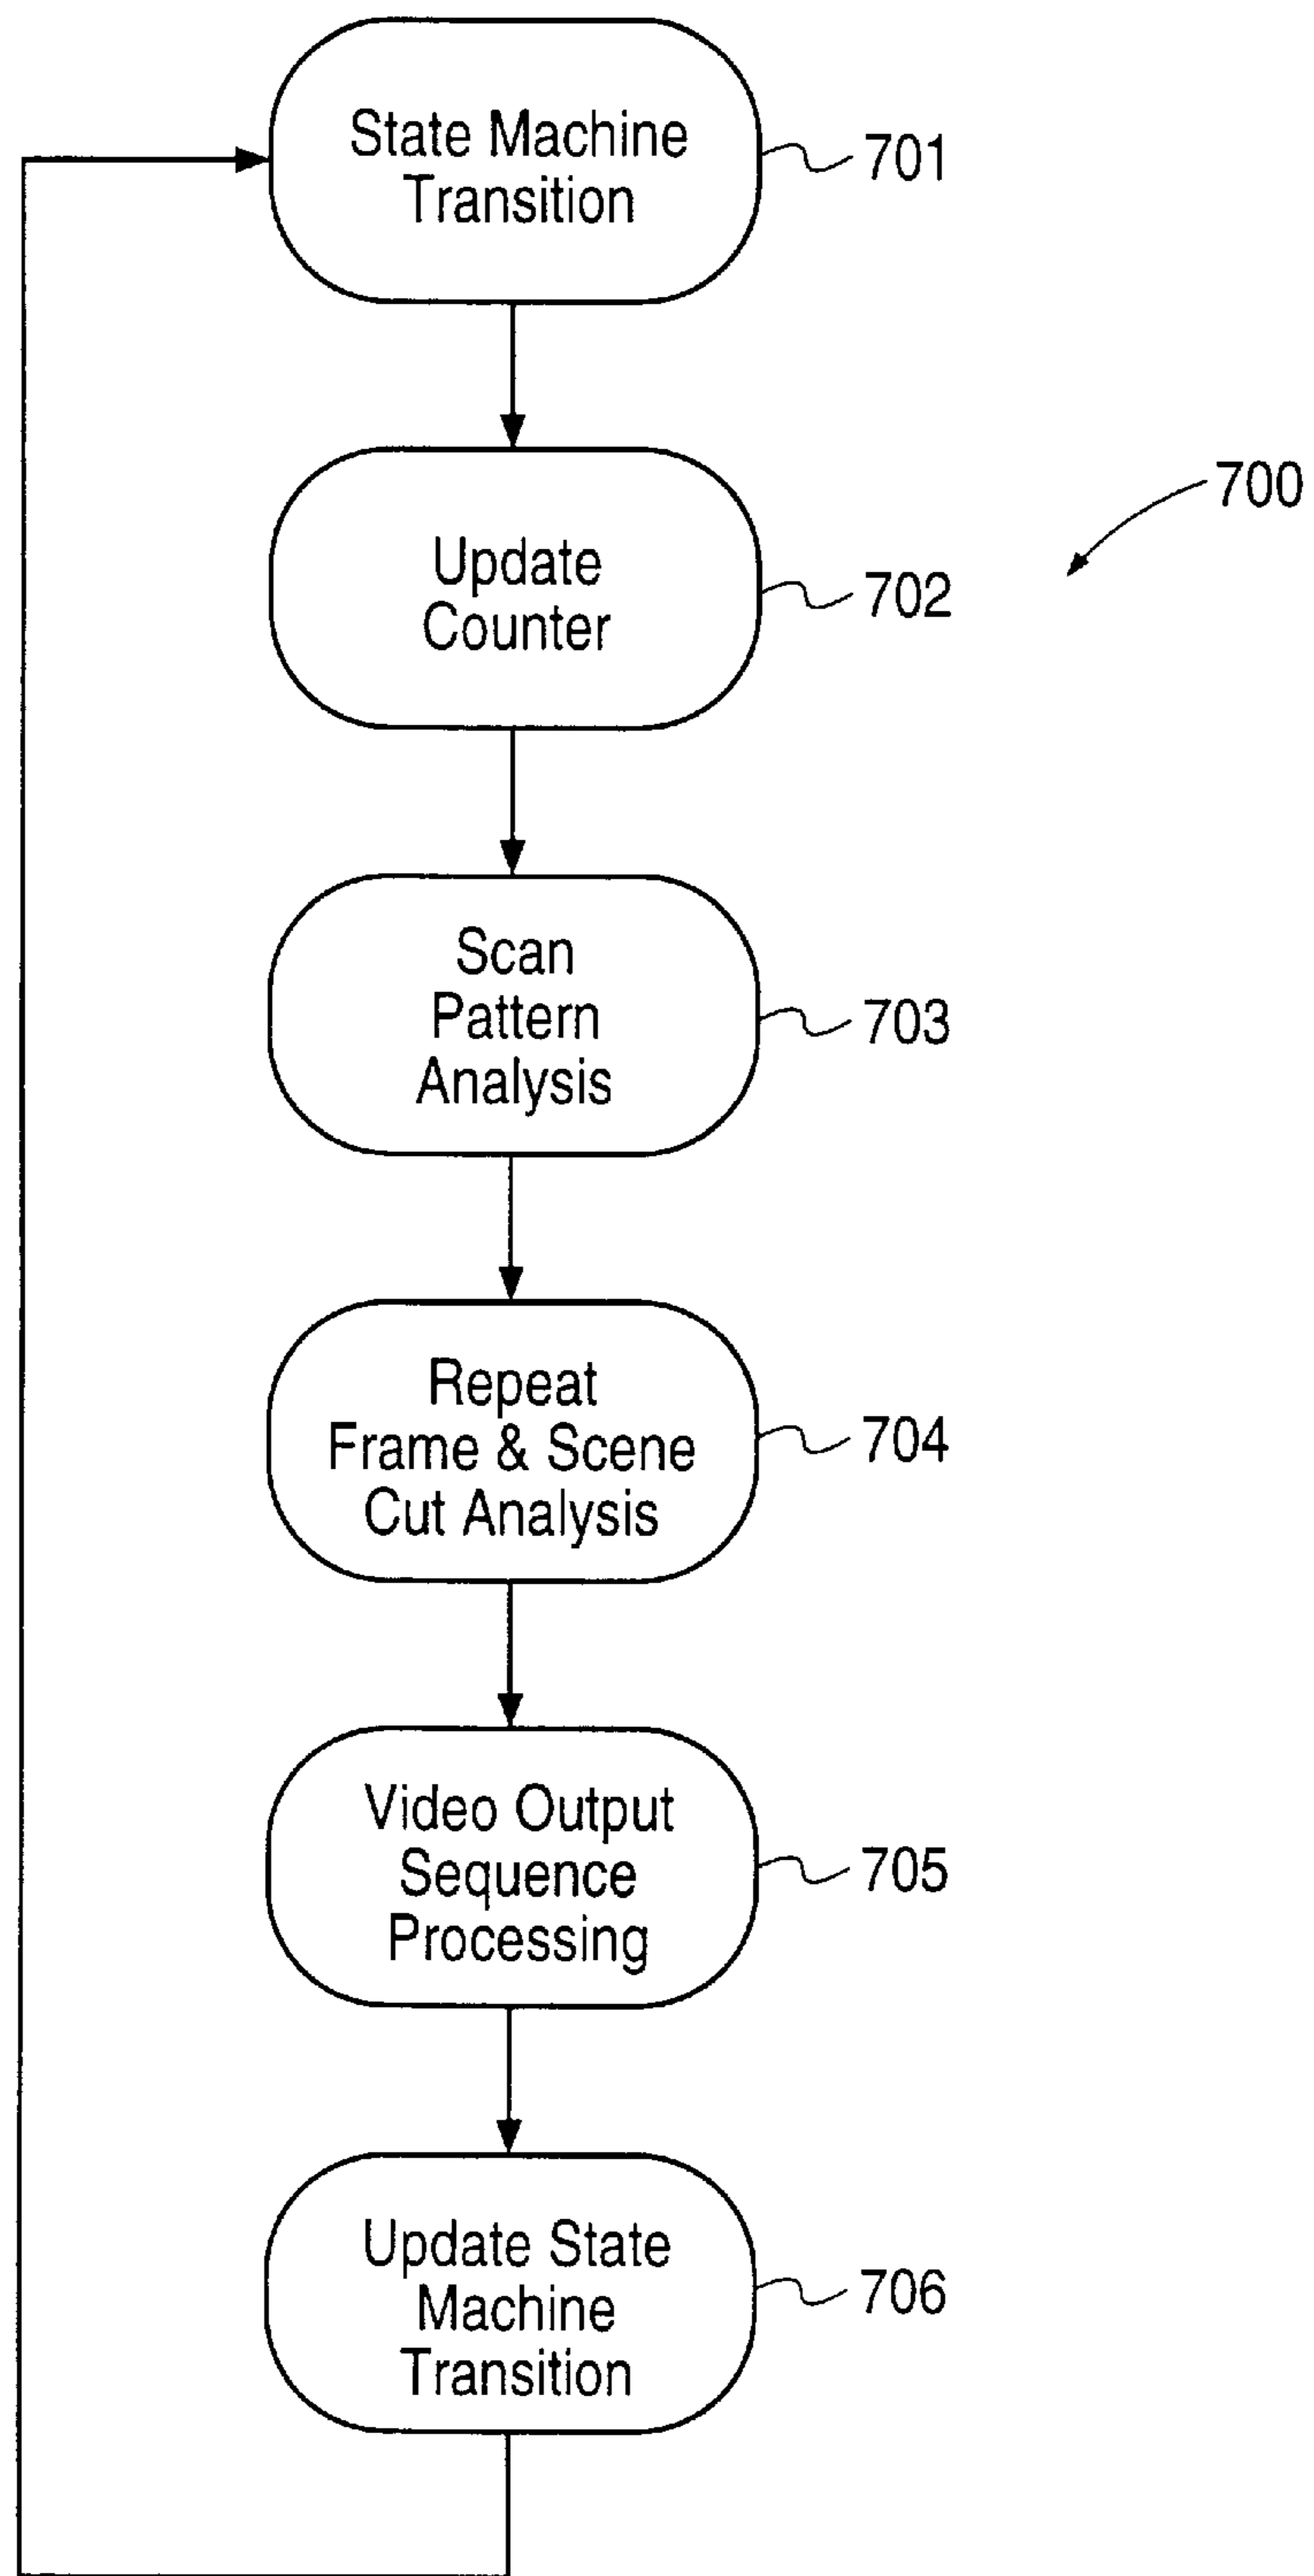 State Machine
Transition
701
700
Update
Counter
702
Scan
Pattern
Analysis
703
Repeat
Frame & Scene
Cut Analysis
704
Video Output
Sequence
Processing
705
Update State
Machine
Transition
706